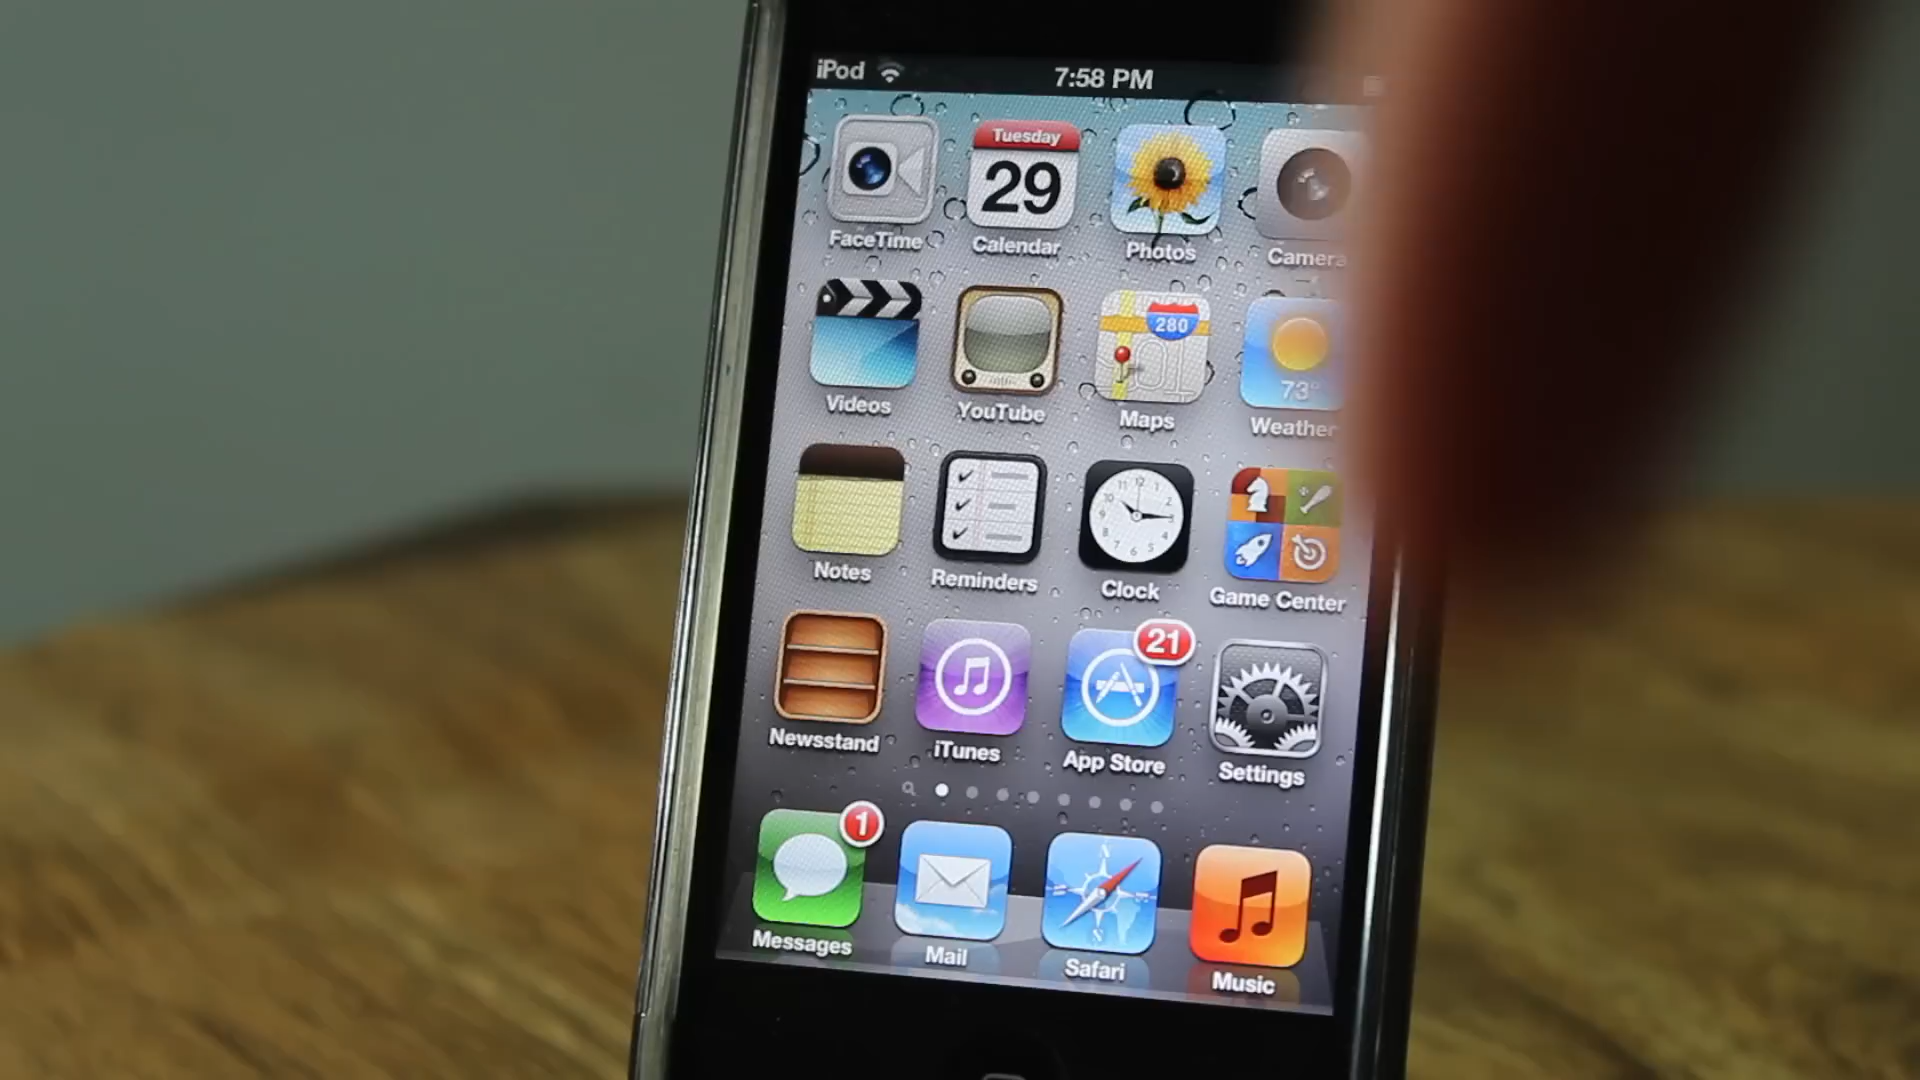 iPod 7:58 PM
Tuesday
29
FaceTime Calendar Photos Camera
280
73°
Videos YouTube Maps Weather
Notes Reminders Clock Game Center
21
Newsstand iTunes App Store Settings
1
Messages Mail Safari Music